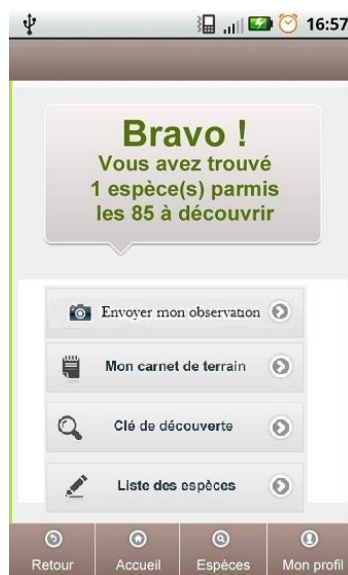 16:57
Bravo !
Vous avez trouvé
1 espèce(s) parmis
les 85 à découvrir
Envoyer mon observation
Mon carnet de terrain
Clé de découverte
Liste des espèces
Retour Accueil Espèces Mon profil